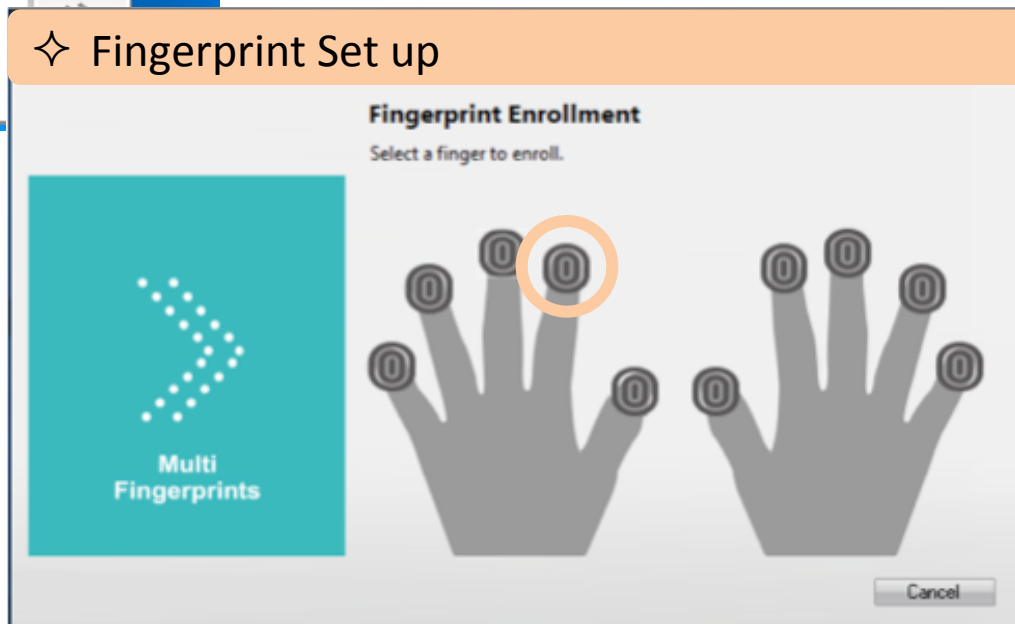 ✧ Fingerprint Set up
Fingerprint Enrollment
Select a finger to enroll.
Multi
Fingerprints
Cancel